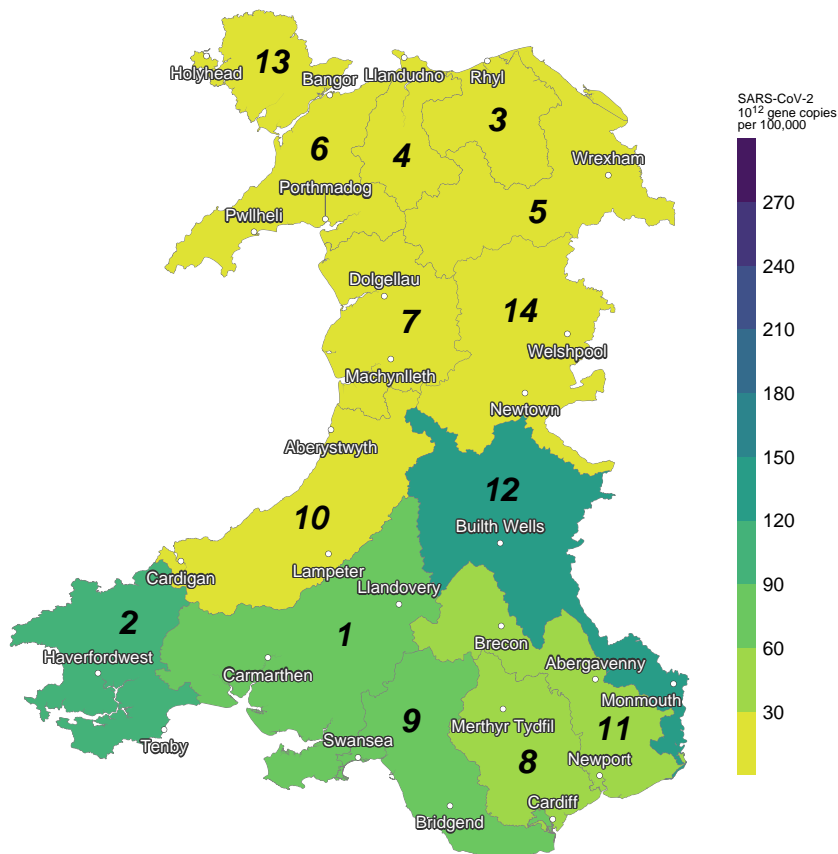 13
Holyhead
Bangor
Llandudno
Rhyl
3
SARS-CoV-2
10¹² gene copies
per 100,000
6
4
Wrexham
Porthmadog
5
Pwllheli
270
240
Dolgellau
7
14
210
Welshpool
Machynlleth
180
Newtown
Aberystwyth
150
12
10
Builth Wells
120
Cardigan
Lampeter
Llandovery
90
2
1
Brecon
60
Haverfordwest
Carmarthen
Abergavenny
Monmouth
9
Merthyr Tydfil
11
30
Tenby
Swansea
8
Newport
Cardiff
Bridgend